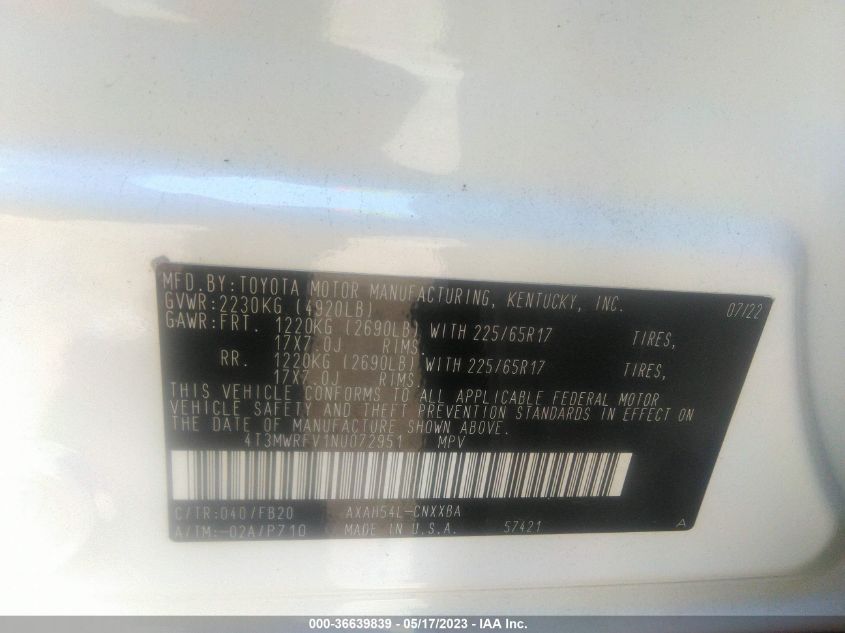 MFD.BY:TOYOTA MOTOR MANUFACTURING, KENTUCKY, INC. 07/22
GVWR:2230KG (4920LB)
GAWR:FRT. 1220KG (2690LB) WITH 225/65R17 TIRES,
17X7.0J RIMS.
RR. 1220KG (2690LB) WITH 225/65R17 TIRES,
17X7.0J RIMS.
THIS VEHICLE CONFORMS TO ALL APPLICABLE FEDERAL MOTOR
VEHICLE SAFETY AND THEFT PREVENTION STANDARDS IN EFFECT ON
THE DATE OF MANUFACTURE SHOWN ABOVE.
4T3MWRFV1NU072951 MPV
C/TR:040/FB20 AXAH54L-CNXXBA
A/TM:-02A/P710 MADE IN U.S.A. 57421 A
000-36639839 - 05/17/2023 - IAA Inc.